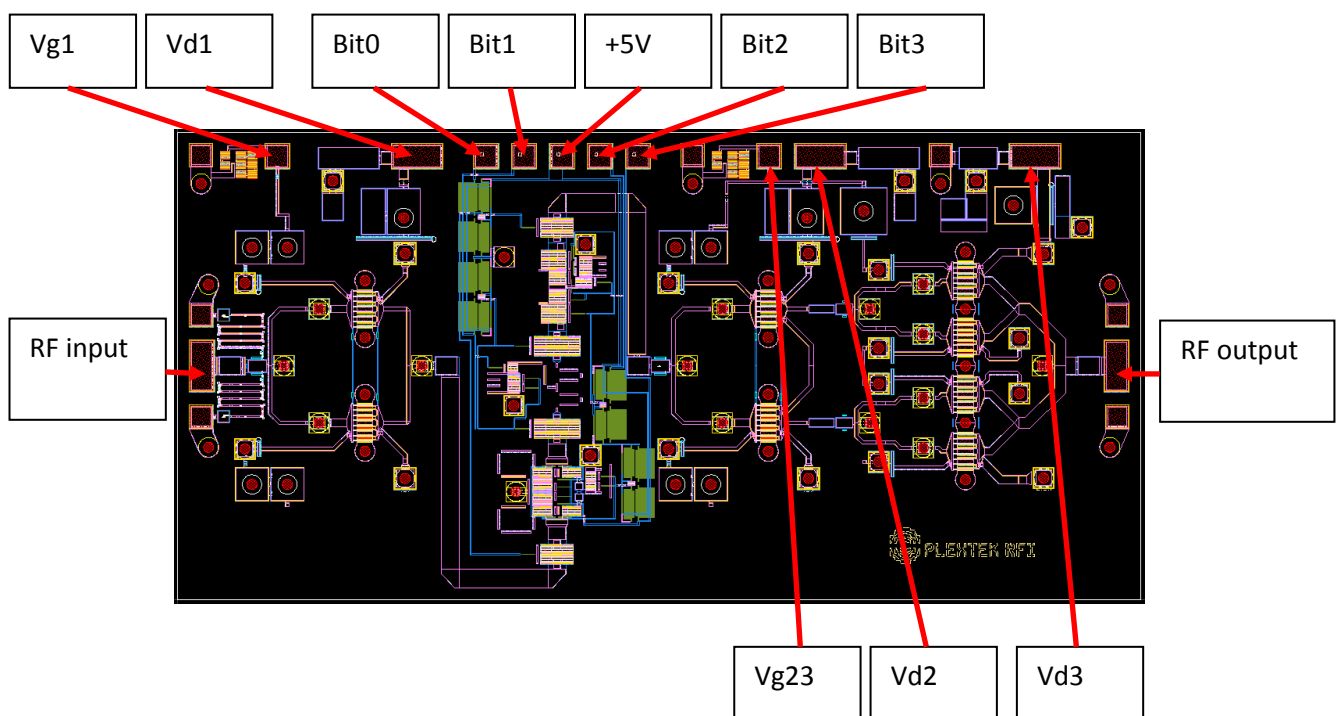 Vg1
Vd1
Bit0
Bit1
+5V
Bit2
Bit3
RF input
RF output
PLEXTEK RFI
Vg23
Vd2
Vd3